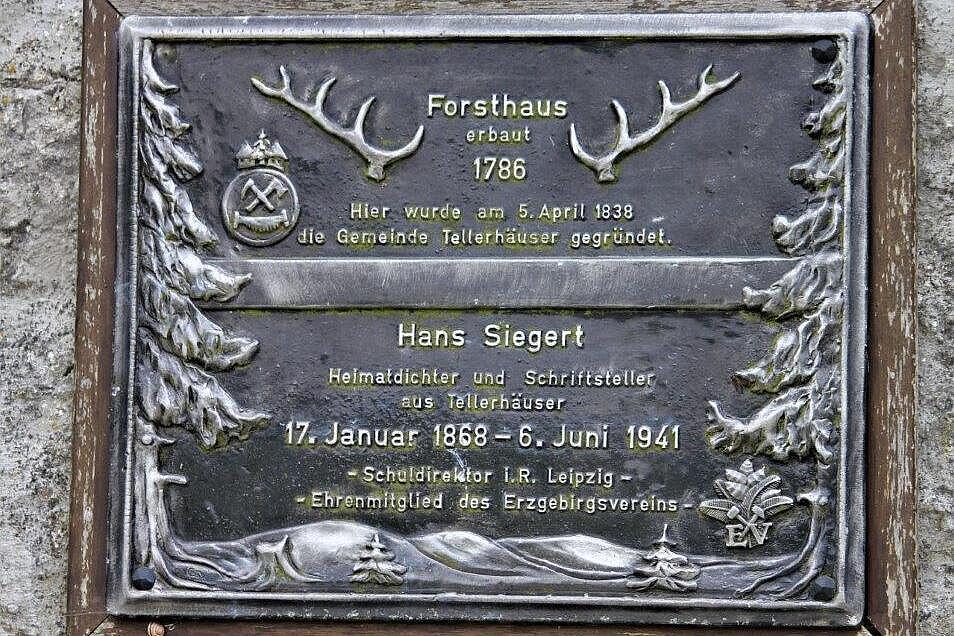 Forsthaus
erbaut
1786
Hier wurde am 5. April 1838
die Gemeinde Tellerhäuser gegründet.
Hans Siegert
Heimatdichter und Schriftsteller
aus Tellerhäuser
17. Januar 1868 – 6. Juni 1941
- Schuldirektor i.R. Leipzig -
- Ehrenmitglied des Erzgebirgsvereins -
EV